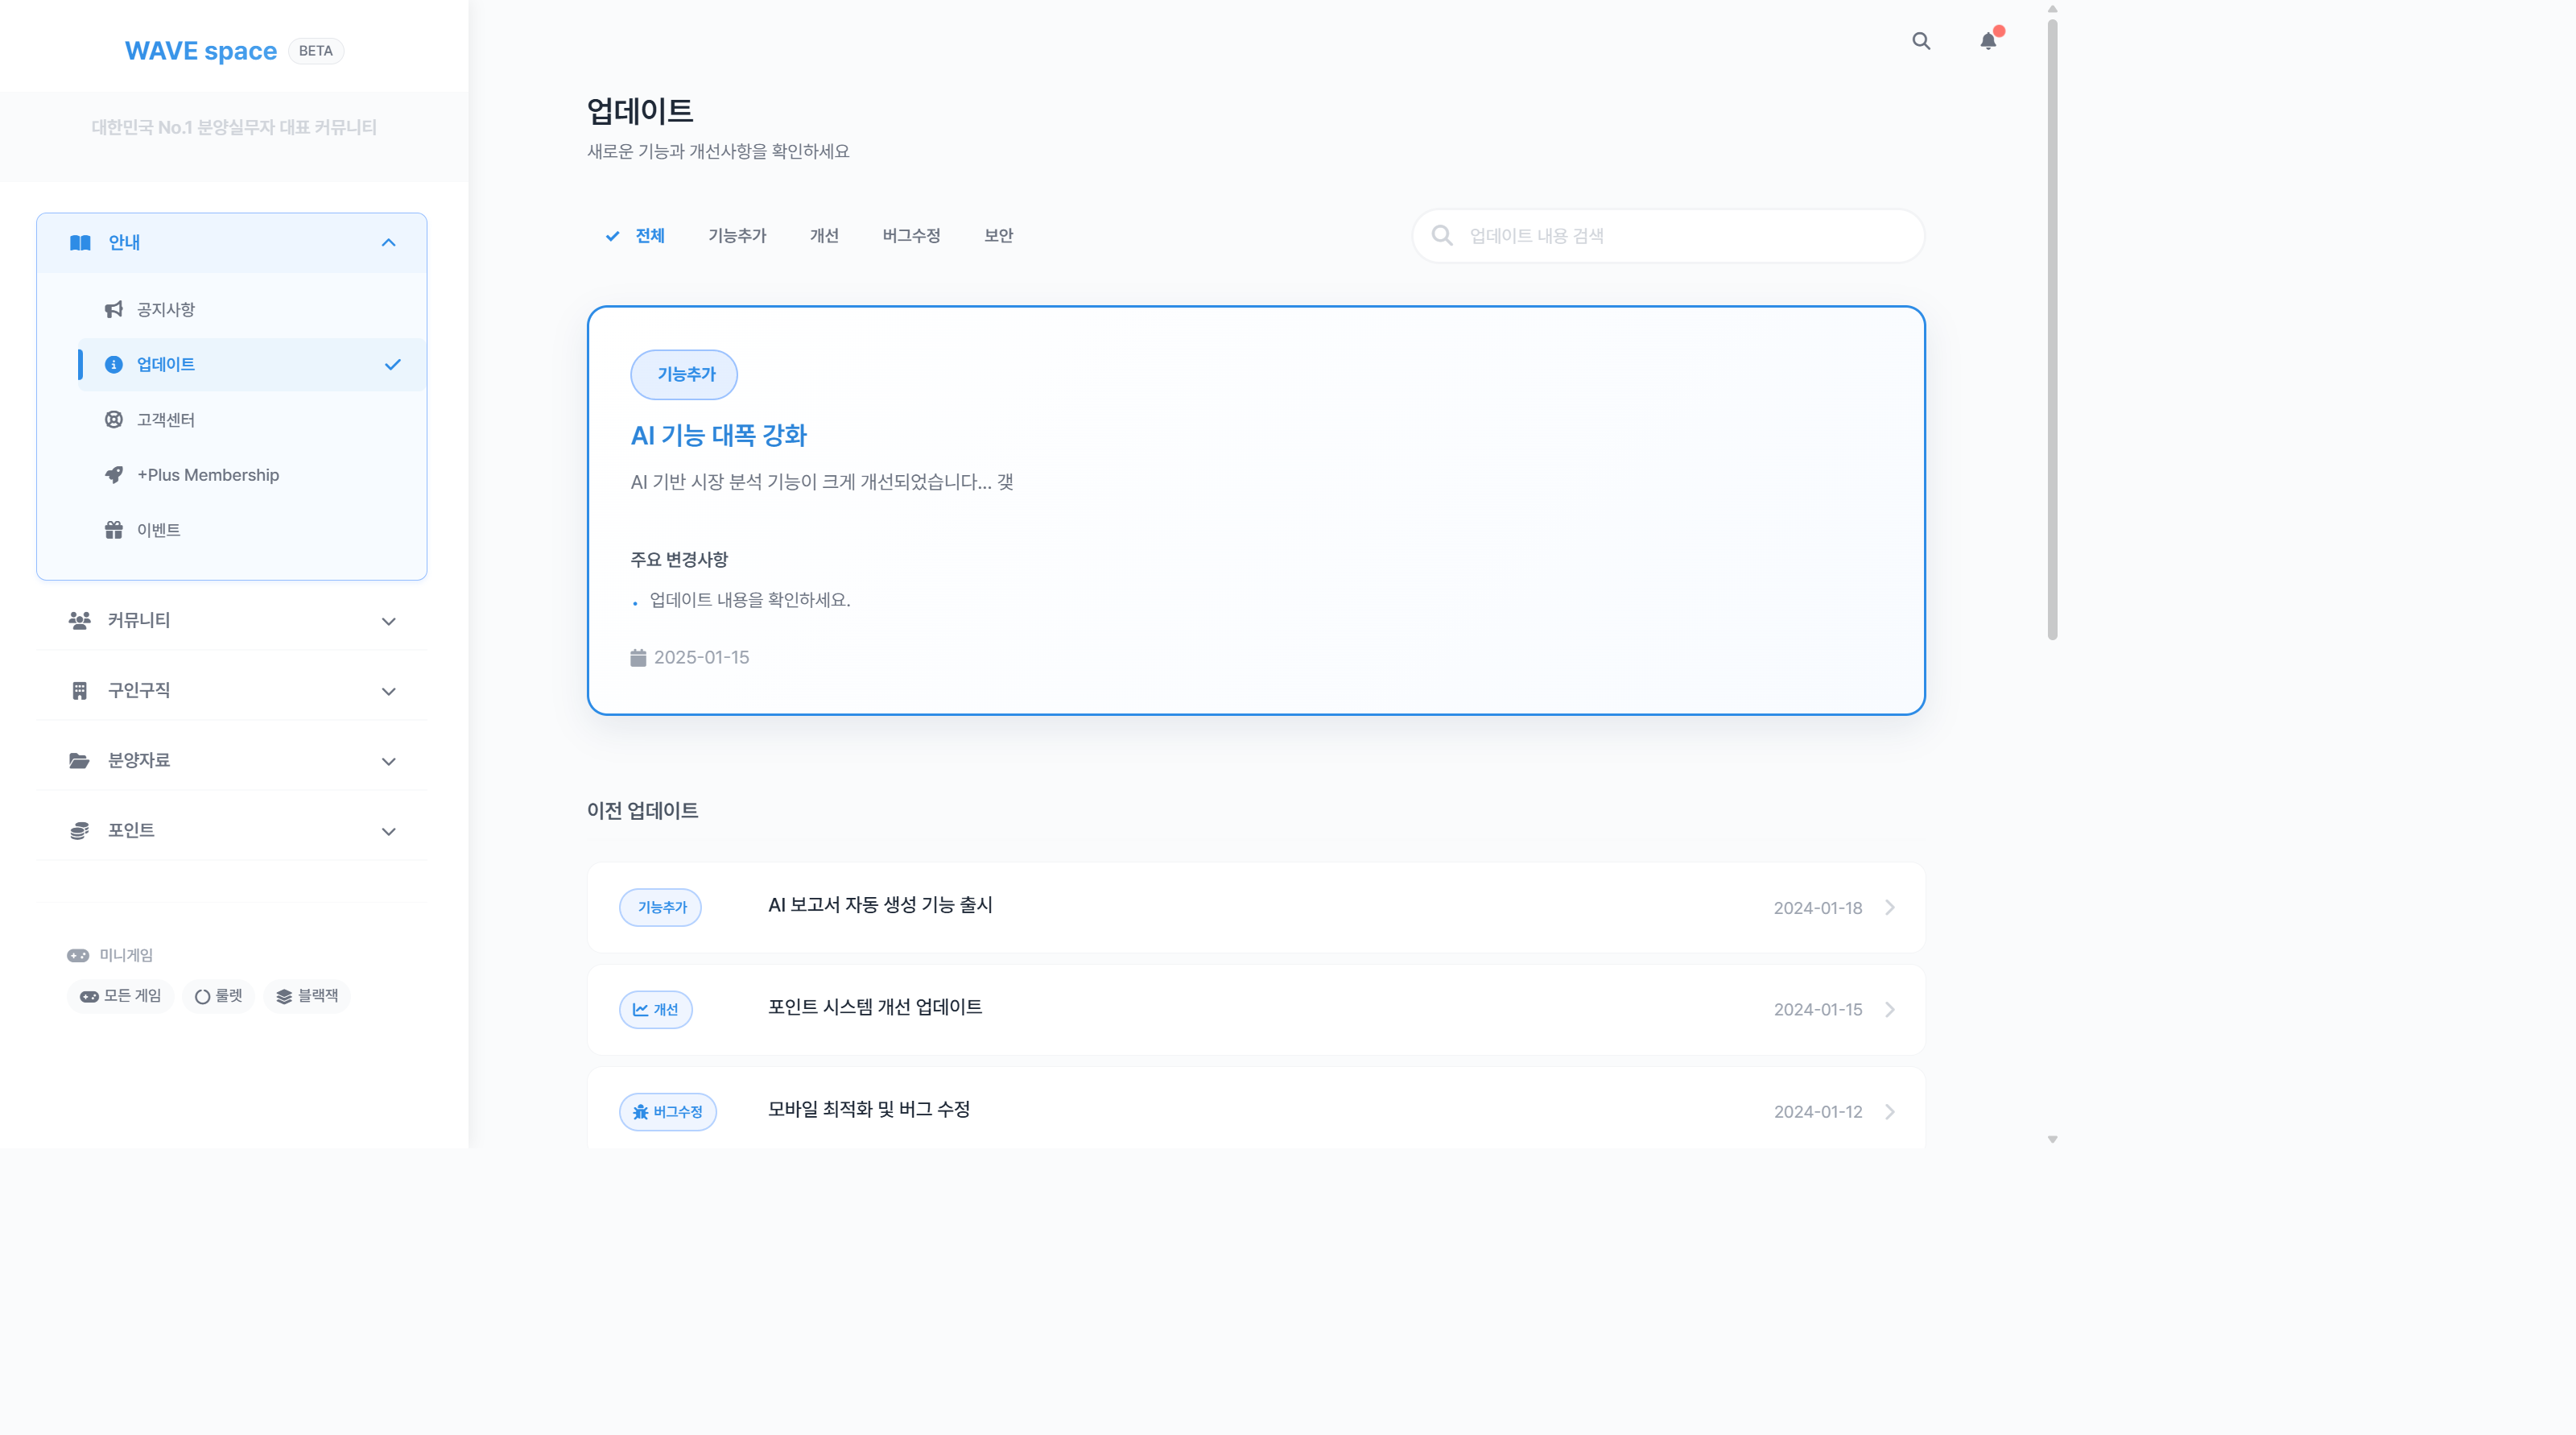 WAVE space BETA
대한민국 No.1 분양실무자 대표 커뮤니티
안내
공지사항
업데이트
고객센터
+Plus Membership
이벤트
커뮤니티
구인구직
분양자료
포인트
미니게임
모든 게임 룰렛 블랙잭
업데이트
새로운 기능과 개선사항을 확인하세요
전체 기능추가 개선 버그수정 보안
업데이트 내용 검색
기능추가
AI 기능 대폭 강화
AI 기반 시장 분석 기능이 크게 개선되었습니다... 갲
주요 변경사항
• 업데이트 내용을 확인하세요.
2025-01-15
이전 업데이트
기능추가 AI 보고서 자동 생성 기능 출시 2024-01-18
개선 포인트 시스템 개선 업데이트 2024-01-15
버그수정 모바일 최적화 및 버그 수정 2024-01-12